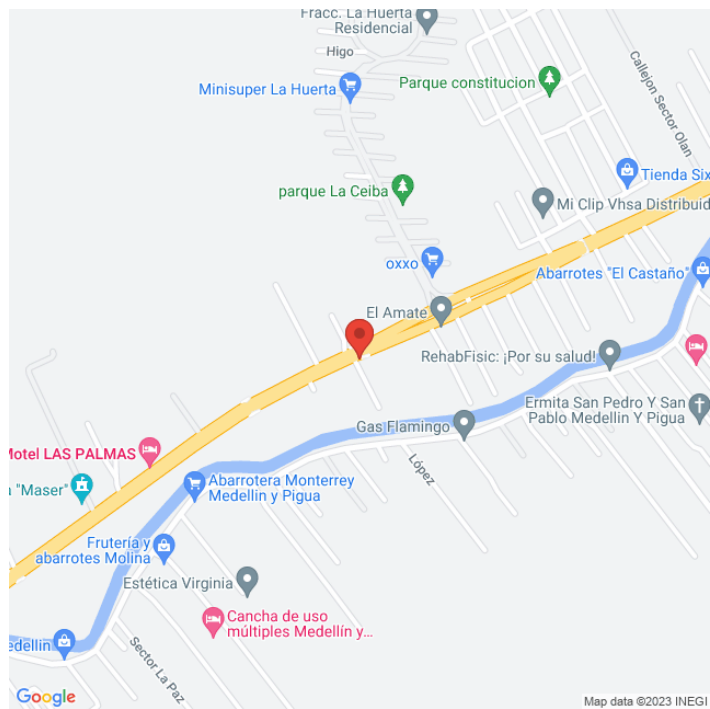 Fracc. La Huerta
Residencial
Higo
Minisuper La Huerta
Parque constitucion
Callejon Sector Olan
Tienda Six
parque La Ceiba
Mi Clip Vhsa Distribuid
oxxo
Abarrotes "El Castaño"
El Amate
RehabFisic: ¡Por su salud!
Ermita San Pedro Y San
Pablo Medellin Y Pigua
Gas Flamingo
Motel LAS PALMAS
López
Abarrotera Monterrey
Medellin y Pigua
a "Maser"
Frutería y
abarrotes Molina
Estética Virginia
Cancha de uso
múltiples Medellín y...
edellin
Sector La Paz
Google
Map data ©2023 INEGI